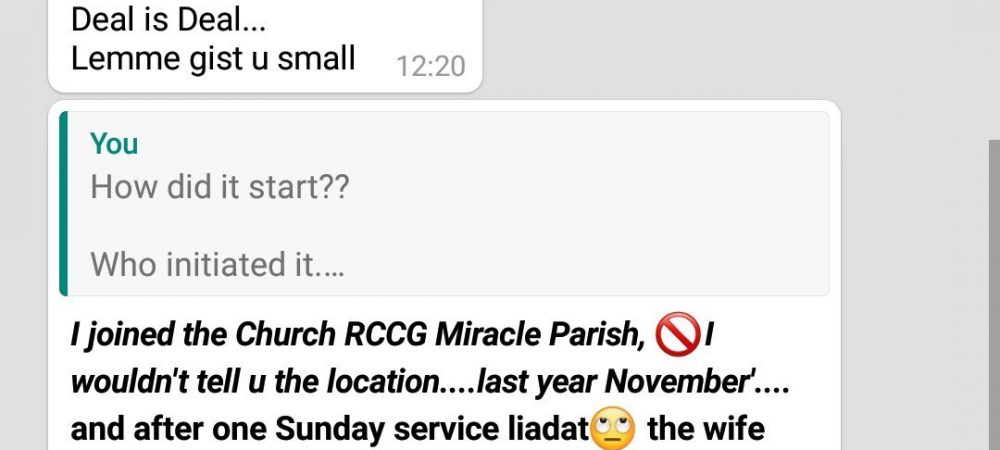 Deal is Deal...
Lemme gist u small 12:20
You
How did it start??
Who initiated it....
I joined the Church RCCG Miracle Parish, 🚫I
wouldn't tell u the location....last year November'....
and after one Sunday service liadat🙄 the wife